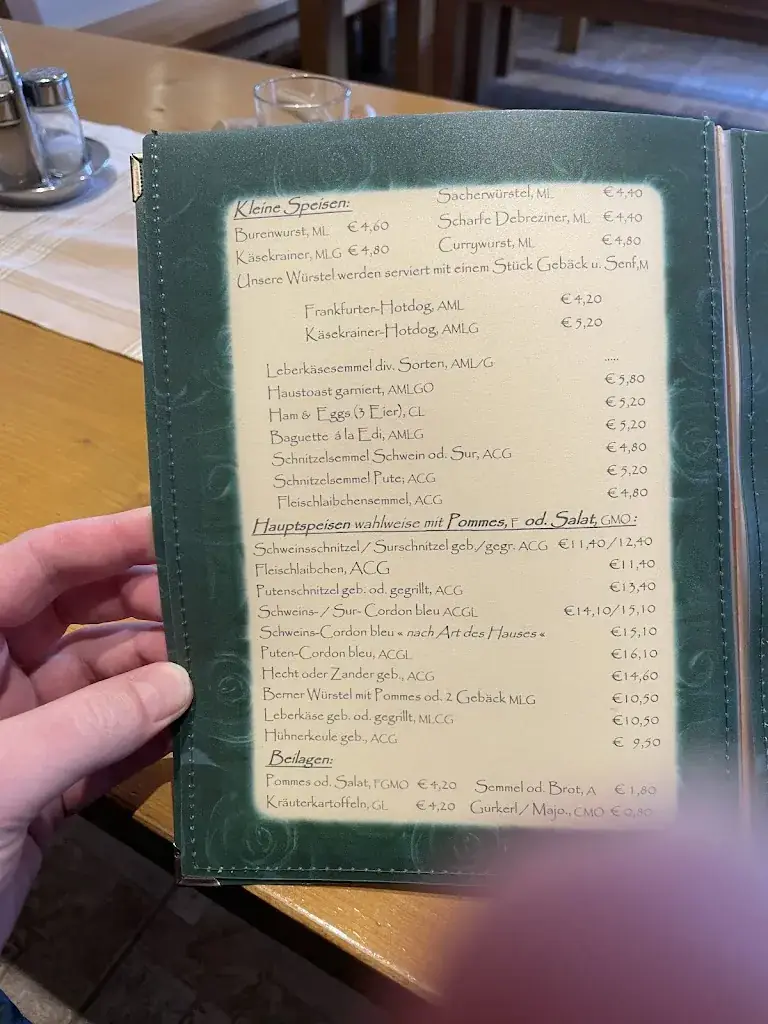 Kleine Speisen:
Burenwurst, ML € 4,60
Käsekrainer, MLG € 4,80
Sacherwürstel, ML € 4,40
Scharfe Debreziner, ML € 4,40
Currywurst, ML € 4,80
Unsere Würstel werden serviert mit einem Stück Gebäck u. Senf,M
Frankfurter-Hotdog, AML € 4,20
Käsekrainer-Hotdog, AMLG € 5,20
Leberkäsesemmel div. Sorten, AML/G .....
Haustoast garniert, AMLGO € 5,80
Ham & Eggs (3 Eier), CL € 5,20
Baguette á la Edi, AMLG € 5,20
Schnitzelsemmel Schwein od. Sur, ACG € 4,80
Schnitzelsemmel Pute, ACG € 5,20
Fleischlaibchensemmel, ACG € 4,80
Hauptspeisen wahlweise mit Pommes, F od. Salat, GMO :
Schweinsschnitzel / Surschnitzel geb./gegr. ACG €11,40/12,40
Fleischlaibchen, ACG €11,40
Putenschnitzel geb. od. gegrillt, ACG €13,40
Schweins- / Sur- Cordon bleu ACGL €14,10/15,10
Schweins-Cordon bleu « nach Art des Hauses « €15,10
Puten-Cordon bleu, ACGL €16,10
Hecht oder Zander geb., ACG €14,60
Berner Würstel mit Pommes od. 2 Gebäck MLG €10,50
Leberkäse geb. od. gegrillt, MLCG €10,50
Hühnerkeule geb., ACG € 9,50
Beilagen:
Pommes od. Salat, FGMO € 4,20 Semmel od. Brot, A € 1,80
Kräuterkartoffeln, GL € 4,20 Gurkerl / Majo., CMO € 0,80